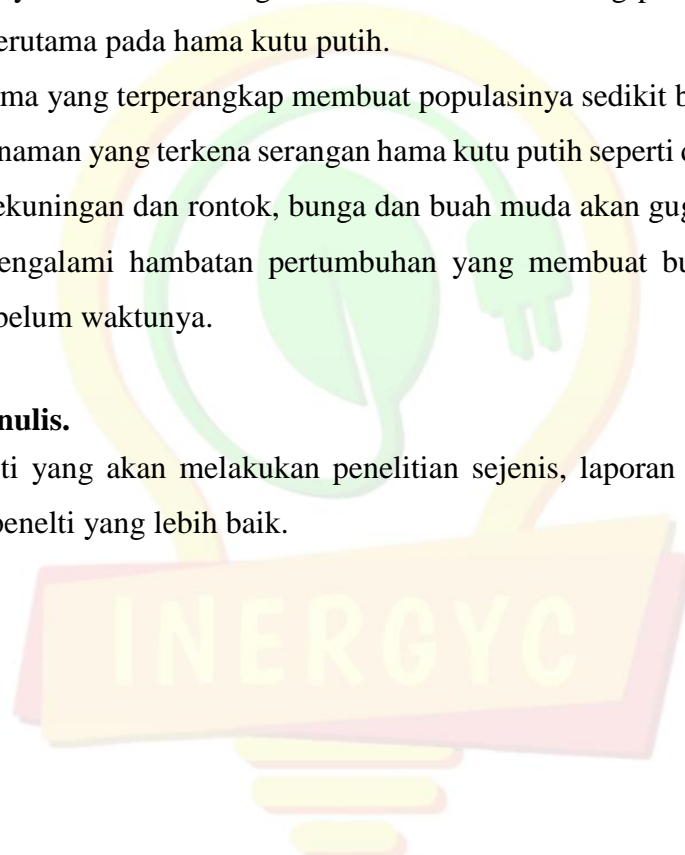 erutama pada hama kutu putih.
ma yang terperangkap membuat populasinya sedikit b
naman yang terkena serangan hama kutu putih seperti
ekuningan dan rontok, bunga dan buah muda akan gug
engalami hambatan pertumbuhan yang membuat bu
belum waktunya.
nulis.
ti yang akan melakukan penelitian sejenis, laporan
penelti yang lebih baik.
INERGYC